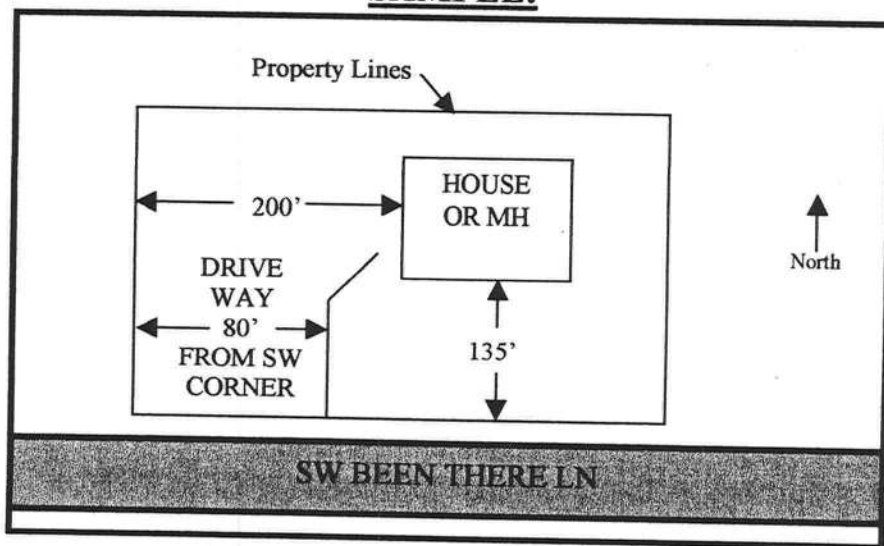 Property Lines
HOUSE
OR MH
200'
North
DRIVE
WAY
80'
FROM SW
CORNER
135'
SW BEEN THERE LN